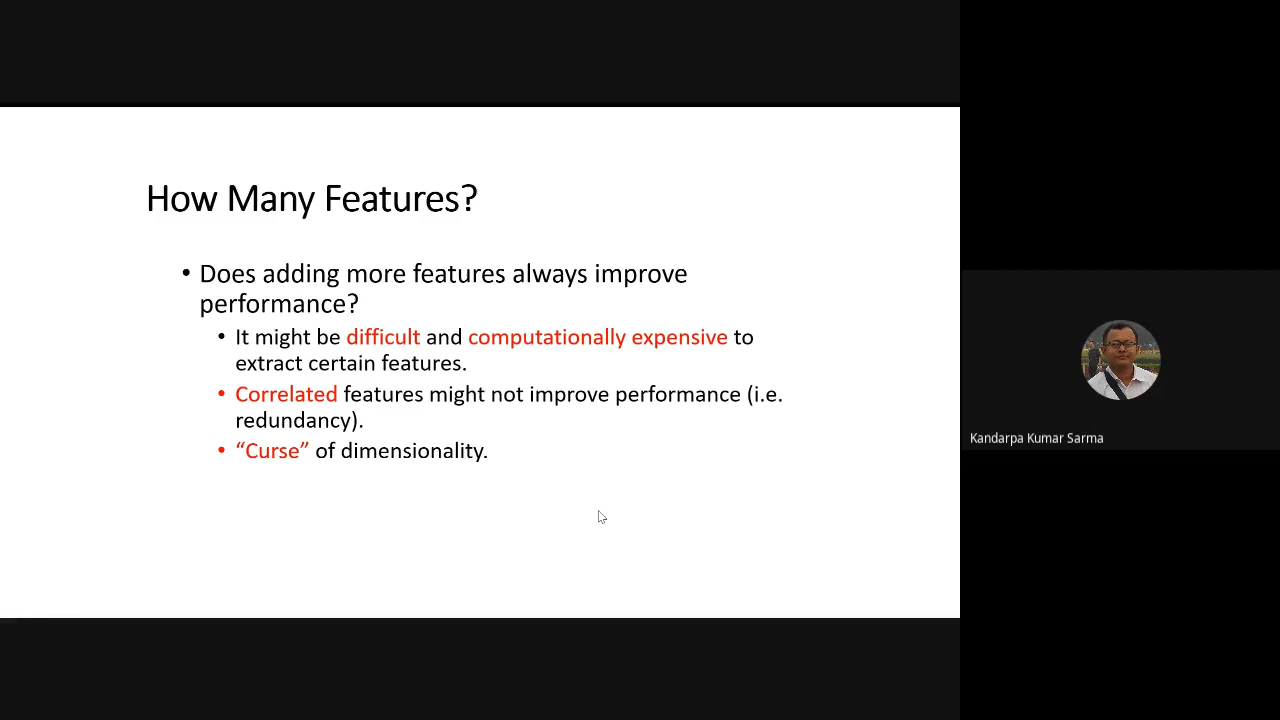 How Many Features?
• Does adding more features always improve
performance?
• It might be difficult and computationally expensive to
extract certain features.
• Correlated features might not improve performance (i.e.
redundancy).
• “Curse” of dimensionality.
Kandarpa Kumar Sarma